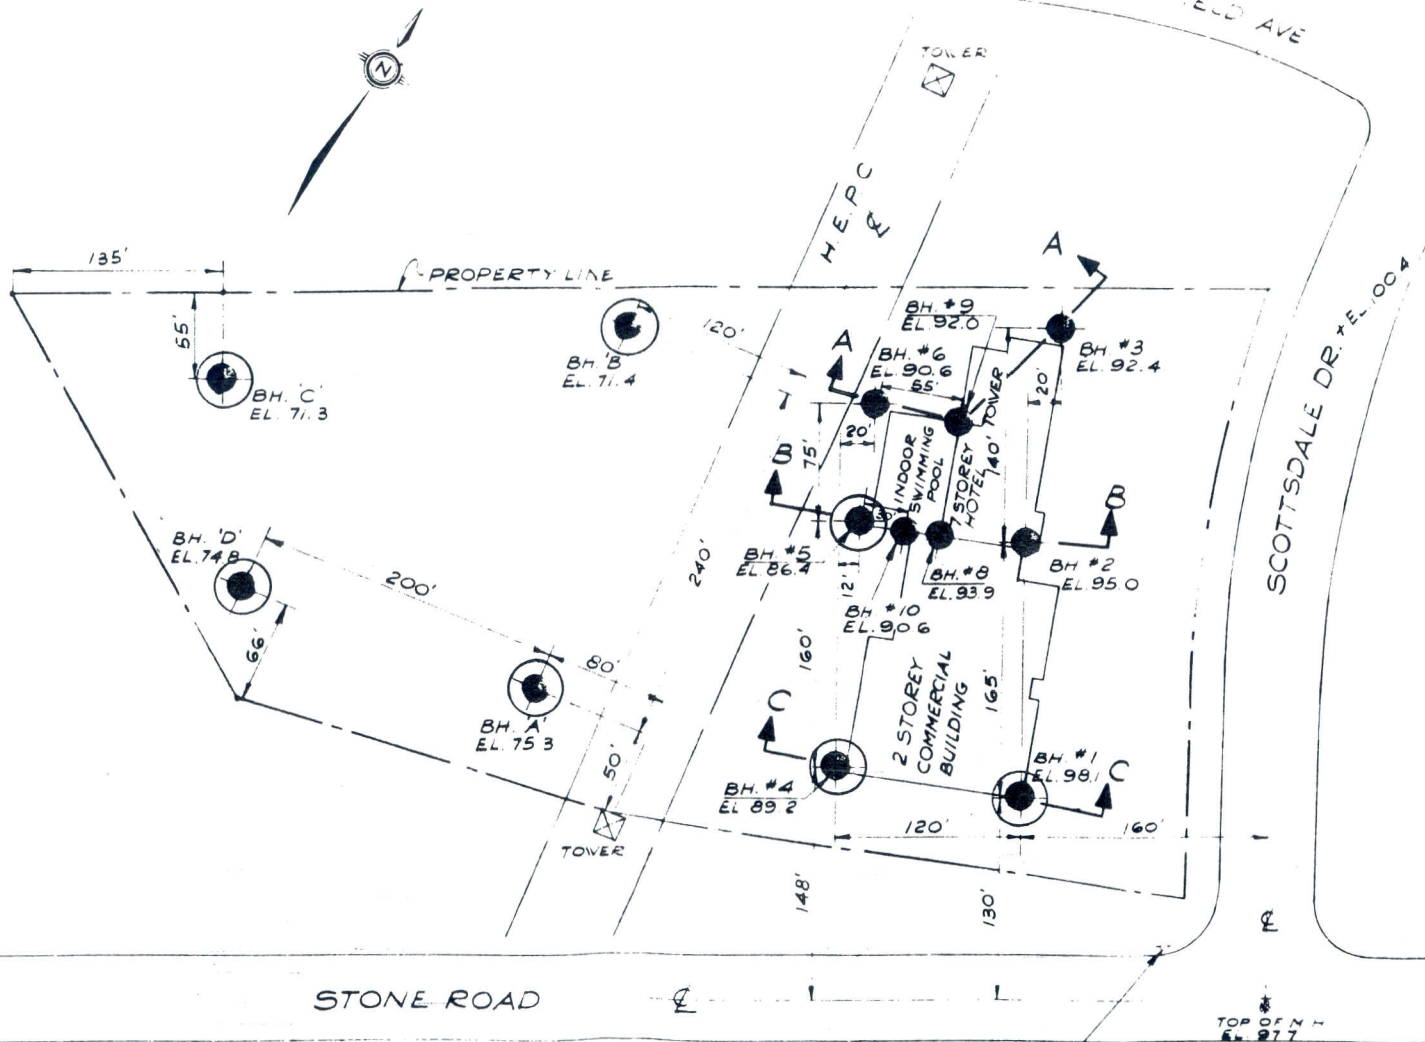 AVE
TOWER
N
H.E.P.C
℄
A
135'
PROPERTY LINE
BH. #9
EL. 92.0
120'
55'
BH. 'B'
EL. 71.4
A
BH. #6
EL. 90.6
55'
BH. #3
EL. 92.4
SCOTTSDALE DR.
BH. 'C'
EL. 71.3
20'
TOWER
20'
75'
INDOOR
SWIMMING
POOL
7 STOREY
HOTEL
140'
B
B
30'
BH. 'D'
EL. 74.8
BH. #5
EL. 86.4
BH #2
EL. 95.0
200'
240'
12'
BH. #8
EL. 93.9
BH. #10
EL. 90.6
66'
80'
160'
2 STOREY
COMMERCIAL
BUILDING
165'
BH. 'A'
EL. 75.3
50'
C
BH. #1
EL. 98.1
C
BH. #4
EL 89.2
120'
160'
TOWER
148'
130'
℄
STONE ROAD
℄
TOP OF M H
EL. 97.7